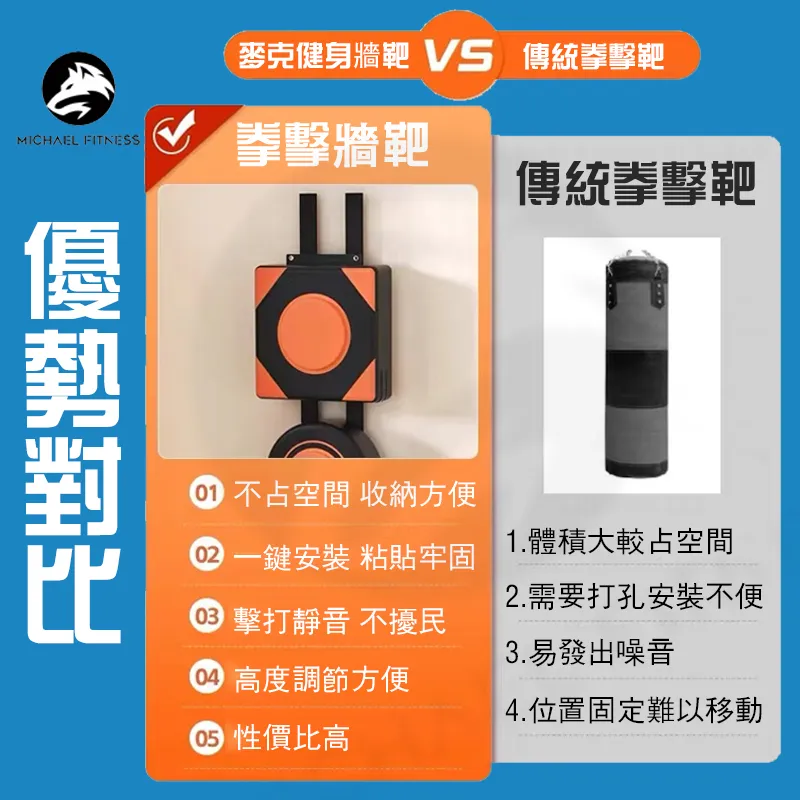 麥克健身牆靶 VS 傳統拳擊靶
MICHAEL FITNESS
優勢對比
拳擊牆靶
01 不占空間 收納方便
02 一鍵安裝 粘貼牢固
03 擊打靜音 不擾民
04 高度調節方便
05 性價比高
傳統拳擊靶
1.體積大較占空間
2.需要打孔安裝不便
3.易發出噪音
4.位置固定難以移動